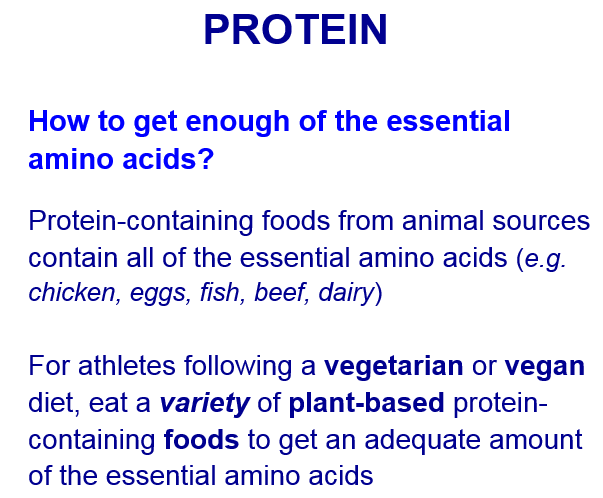 PROTEIN
How to get enough of the essential
amino acids?
Protein-containing foods from animal sources
contain all of the essential amino acids (e.g.
chicken, eggs, fish, beef, dairy)
For athletes following a vegetarian or vegan
diet, eat a variety of plant-based protein-
containing foods to get an adequate amount
of the essential amino acids